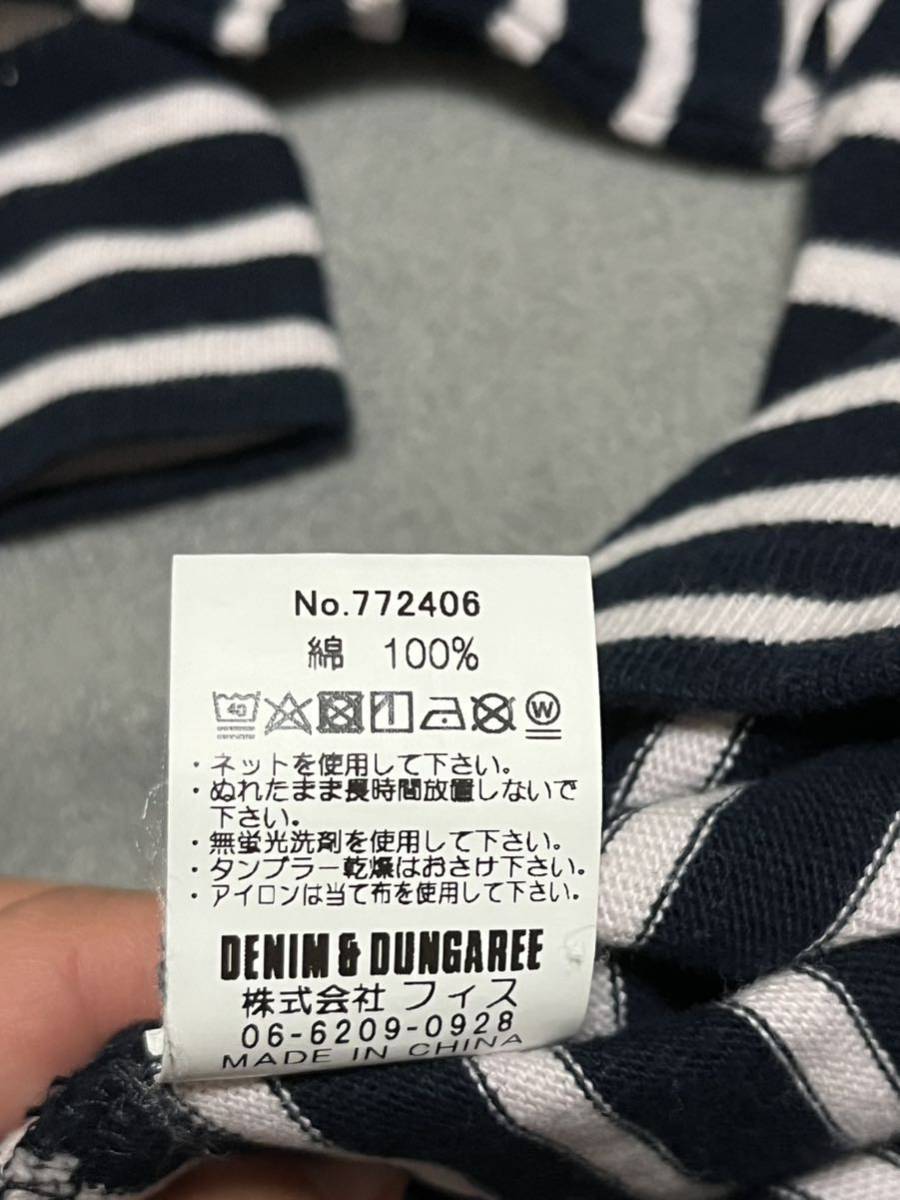 No.772406
綿 100%
40 W
・ネットを使用して下さい。
・ぬれたまま長時間放置しないで
下さい。
・無蛍光洗剤を使用して下さい。
・タンブラー乾燥はおさけ下さい。
・アイロンは当て布を使用して下さい。
DENIM & DUNGAREE
株式会社 フィス
06-6209-0928
MADE IN CHINA